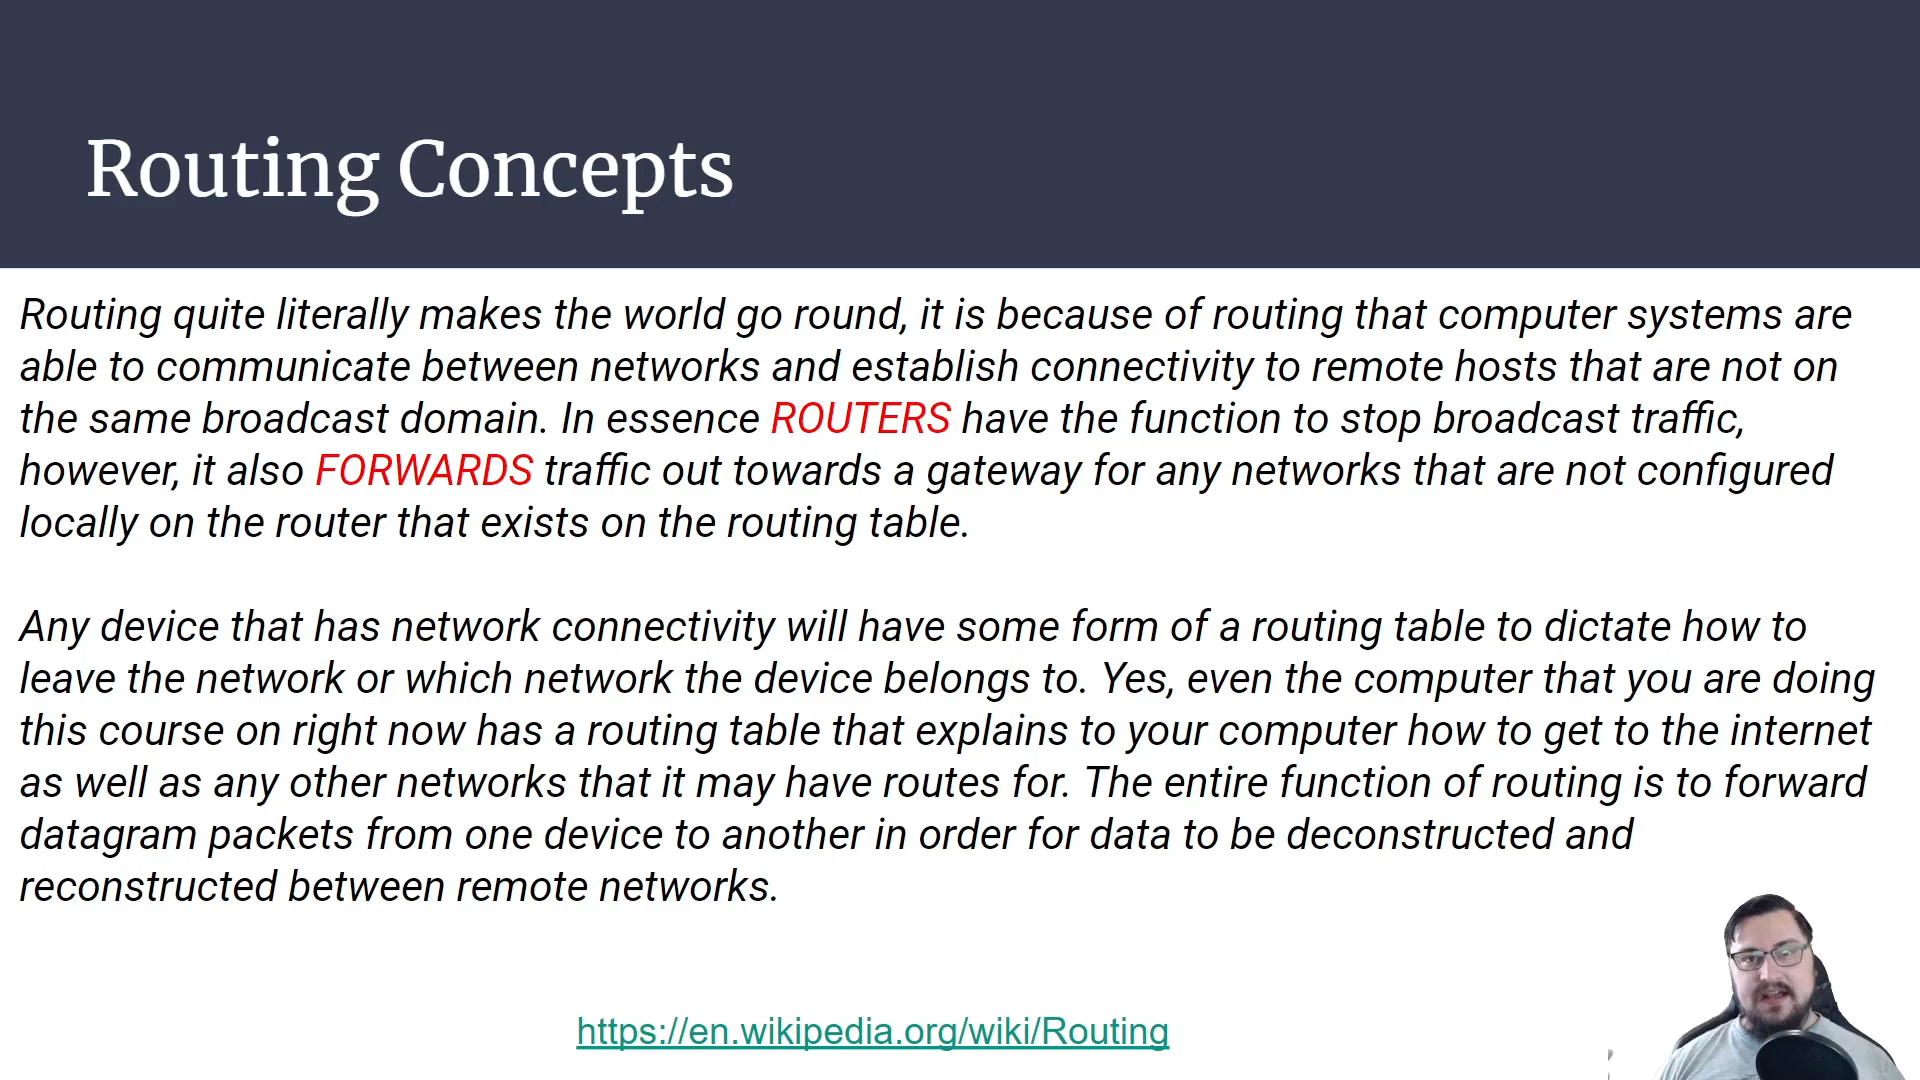 Routing Concepts
Routing quite literally makes the world go round, it is because of routing that computer systems are
able to communicate between networks and establish connectivity to remote hosts that are not on
the same broadcast domain. In essence ROUTERS have the function to stop broadcast traffic,
however, it also FORWARDS traffic out towards a gateway for any networks that are not configured
locally on the router that exists on the routing table.
Any device that has network connectivity will have some form of a routing table to dictate how to
leave the network or which network the device belongs to. Yes, even the computer that you are doing
this course on right now has a routing table that explains to your computer how to get to the internet
as well as any other networks that it may have routes for. The entire function of routing is to forward
datagram packets from one device to another in order for data to be deconstructed and
reconstructed between remote networks.
https://en.wikipedia.org/wiki/Routing